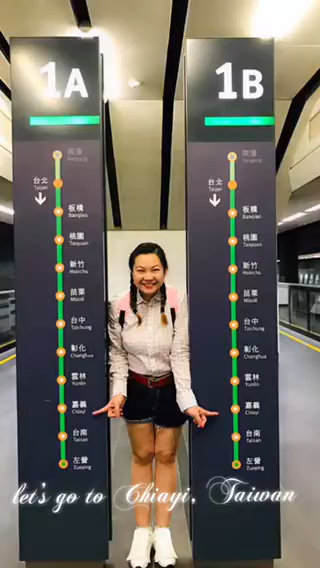 1A
南港
Nangang
台北
Taipei
板橋
Banqiao
桃園
Taoyuan
新竹
Hsinchu
苗栗
Miaoli
台中
Taichung
彰化
Changhua
雲林
Yunlin
嘉義
Chiayi
台南
Tainan
左營
Zuoying
1B
南港
Nangang
台北
Taipei
板橋
Banqiao
桃園
Taoyuan
新竹
Hsinchu
苗栗
Miaoli
台中
Taichung
彰化
Changhua
雲林
Yunlin
嘉義
Chiayi
台南
Tainan
左營
Zuoying
let's go to Chiayi, Taiwan